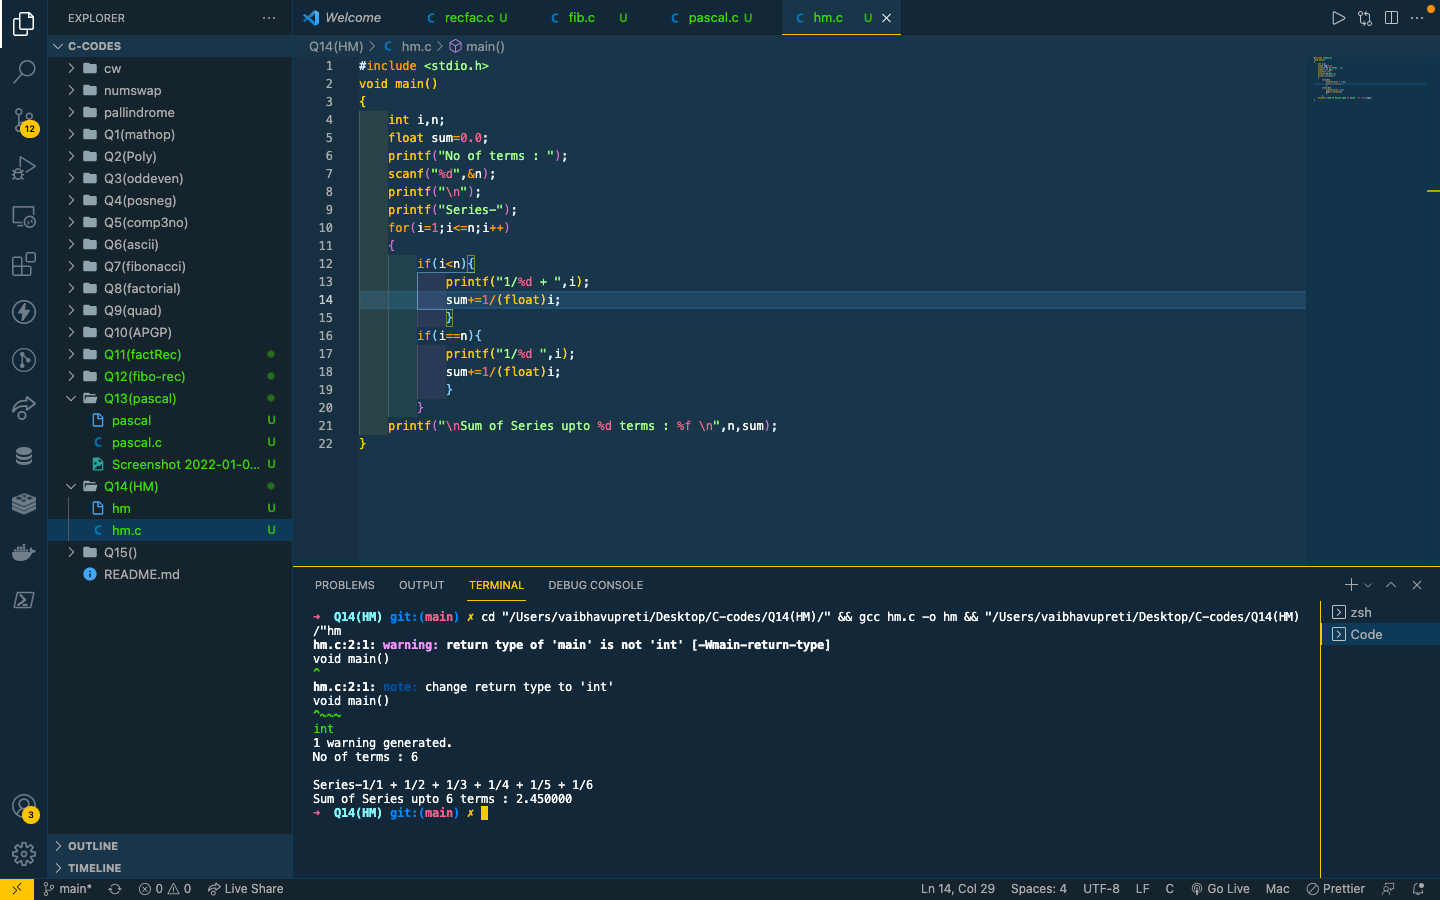 EXPLORER
C-CODES
cw
numswap
pallindrome
Q1(mathop)
Q2(Poly)
Q3(oddeven)
Q4(posneg)
Q5(comp3no)
Q6(ascii)
Q7(fibonacci)
Q8(factorial)
Q9(quad)
Q10(APGP)
Q11(factRec)
Q12(fibo-rec)
Q13(pascal)
pascal U
pascal.c U
Screenshot 2022-01-0... U
Q14(HM)
hm U
hm.c U
Q15()
README.md
OUTLINE
TIMELINE
12
3
Welcome
C recfac.c U
C fib.c U
C pascal.c U
C hm.c U
Q14(HM) > C hm.c > main()
1 #include <stdio.h>
2 void main()
3 {
4 int i,n;
5 float sum=0.0;
6 printf("No of terms : ");
7 scanf("%d",&n);
8 printf("\n");
9 printf("Series-");
10 for(i=1;i<=n;i++)
11 {
12 if(i<n){
13 printf("1/%d + ",i);
14 sum+=1/(float)i;
15 }
16 if(i==n){
17 printf("1/%d ",i);
18 sum+=1/(float)i;
19 }
20 }
21 printf("\nSum of Series upto %d terms : %f \n",n,sum);
22 }
PROBLEMS OUTPUT TERMINAL DEBUG CONSOLE
→ Q14(HM) git:(main) ✗ cd "/Users/vaibhavupreti/Desktop/C-codes/Q14(HM)/" && gcc hm.c -o hm && "/Users/vaibhavupreti/Desktop/C-codes/Q14(HM)
/"hm
hm.c:2:1: warning: return type of 'main' is not 'int' [-Wmain-return-type]
void main()
^
hm.c:2:1: note: change return type to 'int'
void main()
^~~~
int
1 warning generated.
No of terms : 6
Series-1/1 + 1/2 + 1/3 + 1/4 + 1/5 + 1/6
Sum of Series upto 6 terms : 2.450000
→ Q14(HM) git:(main) ✗
zsh
Code
main* 0 0 Live Share
Ln 14, Col 29 Spaces: 4 UTF-8 LF C Go Live Mac Prettier